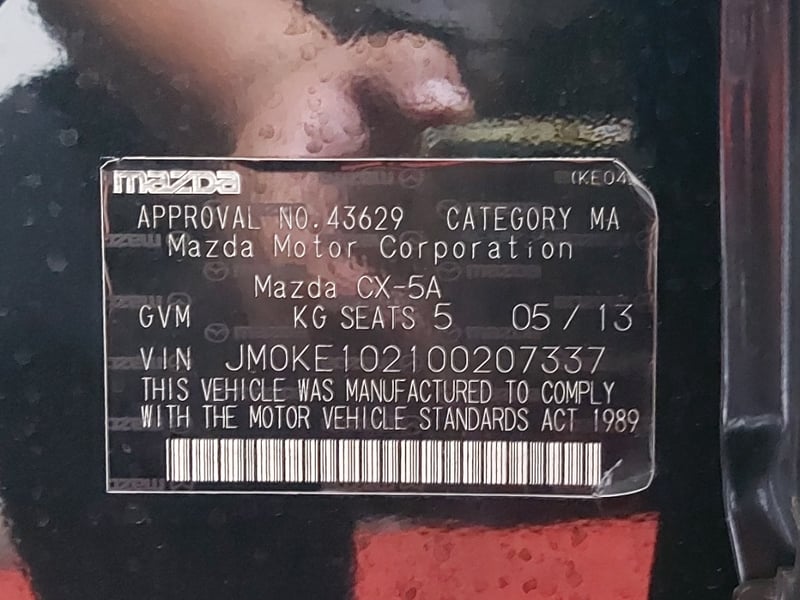 mazda (KE04)
APPROVAL NO.43629 CATEGORY MA
Mazda Motor Corporation
Mazda CX-5A
GVM KG SEATS 5 05/13
VIN JM0KE102100207337
THIS VEHICLE WAS MANUFACTURED TO COMPLY
WITH THE MOTOR VEHICLE STANDARDS ACT 1989